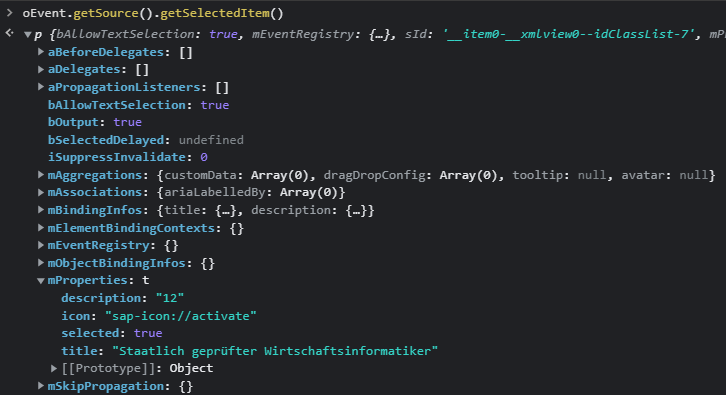 > oEvent.getSource().getSelectedItem()
p {bAllowTextSelection: true, mEventRegistry: {…}, sId: '__item0-__xmlview0--idClassList-7', mP
aBeforeDelegates: []
aDelegates: []
aPropagationListeners: []
bAllowTextSelection: true
bOutput: true
bSelectedDelayed: undefined
iSuppressInvalidate: 0
mAggregations: {customData: Array(0), dragDropConfig: Array(0), tooltip: null, avatar: null}
mAssociations: {ariaLabelledBy: Array(0)}
mBindingInfos: {title: {…}, description: {…}}
mElementBindingContexts: {}
mEventRegistry: {}
mObjectBindingInfos: {}
mProperties: t
description: "12"
icon: "sap-icon://activate"
selected: true
title: "Staatlich geprüfter Wirtschaftsinformatiker"
[[Prototype]]: Object
mSkipPropagation: {}